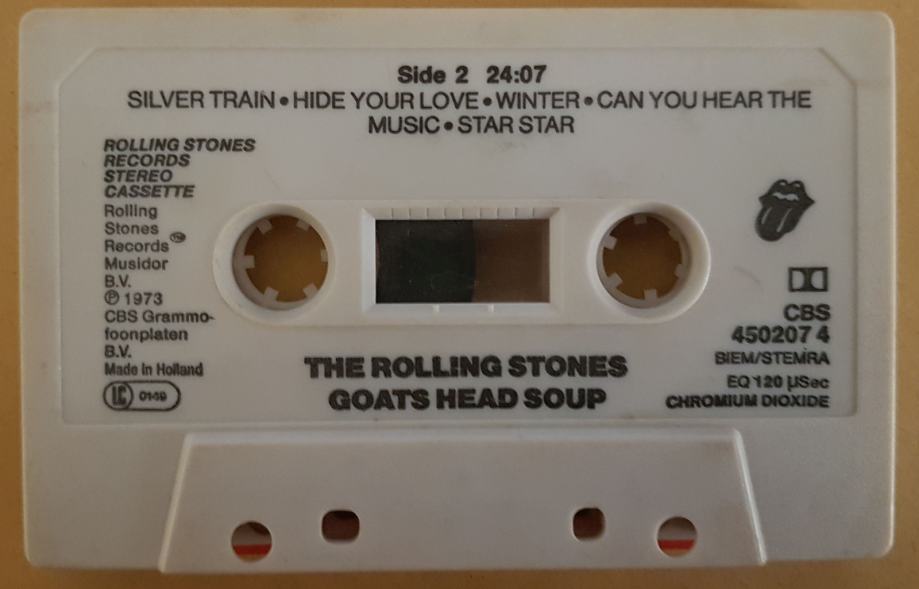 Side 2 24:07
SILVER TRAIN • HIDE YOUR LOVE • WINTER • CAN YOU HEAR THE
MUSIC • STAR STAR
ROLLING STONES
RECORDS
STEREO
CASSETTE
Rolling
Stones
Records TM
Musidor
B.V.
℗ 1973
CBS Grammo-
foonplaten
B.V.
Made in Holland
LC 0149
THE ROLLING STONES
GOATS HEAD SOUP
CBS
450207 4
BIEM/STEMRA
EQ 120 µSec
CHROMIUM DIOXIDE